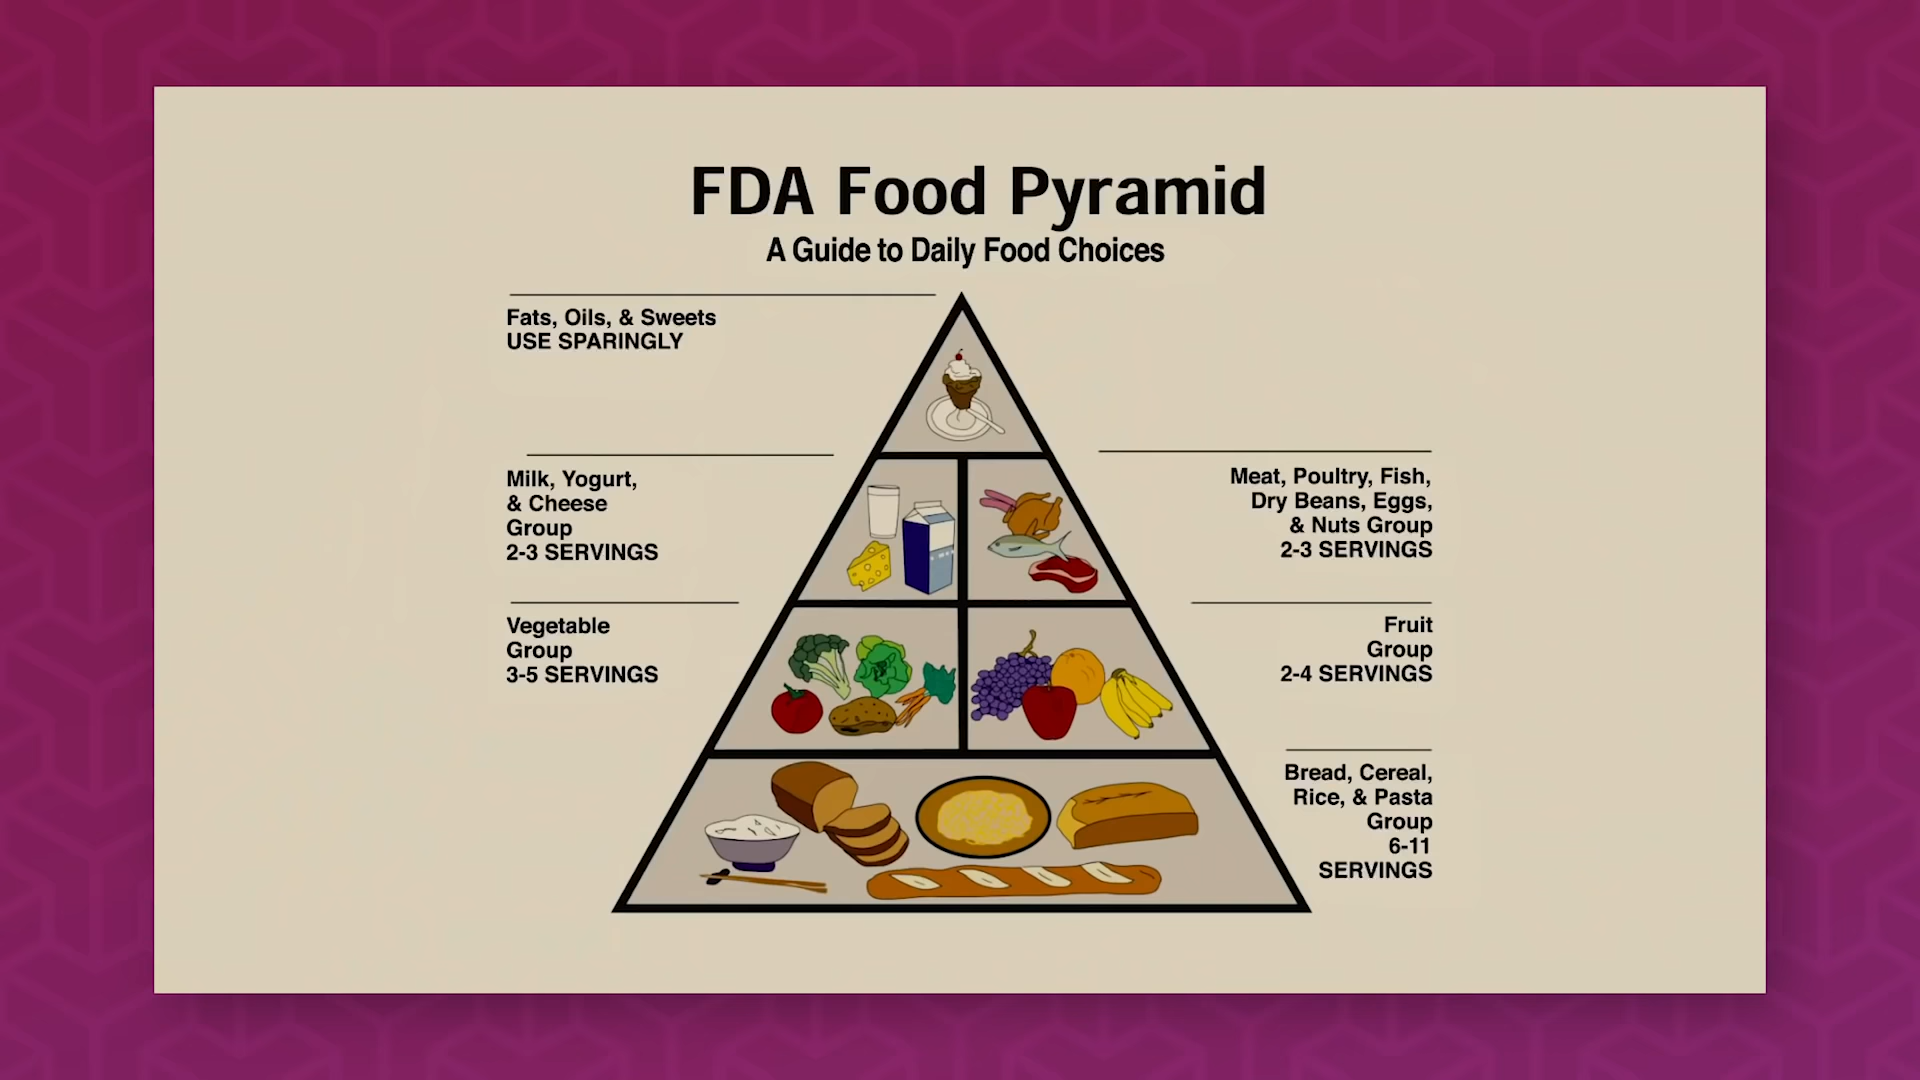 FDA Food Pyramid
A Guide to Daily Food Choices
Fats, Oils, & Sweets
USE SPARINGLY
Milk, Yogurt,
& Cheese
Group
2-3 SERVINGS
Meat, Poultry, Fish,
Dry Beans, Eggs,
& Nuts Group
2-3 SERVINGS
Vegetable
Group
3-5 SERVINGS
Fruit
Group
2-4 SERVINGS
Bread, Cereal,
Rice, & Pasta
Group
6-11
SERVINGS